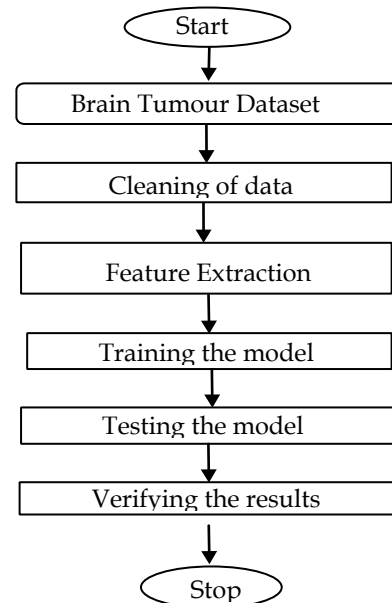 Start
Brain Tumour Dataset
Cleaning of data
Feature Extraction
Training the model
Testing the model
Verifying the results
Stop